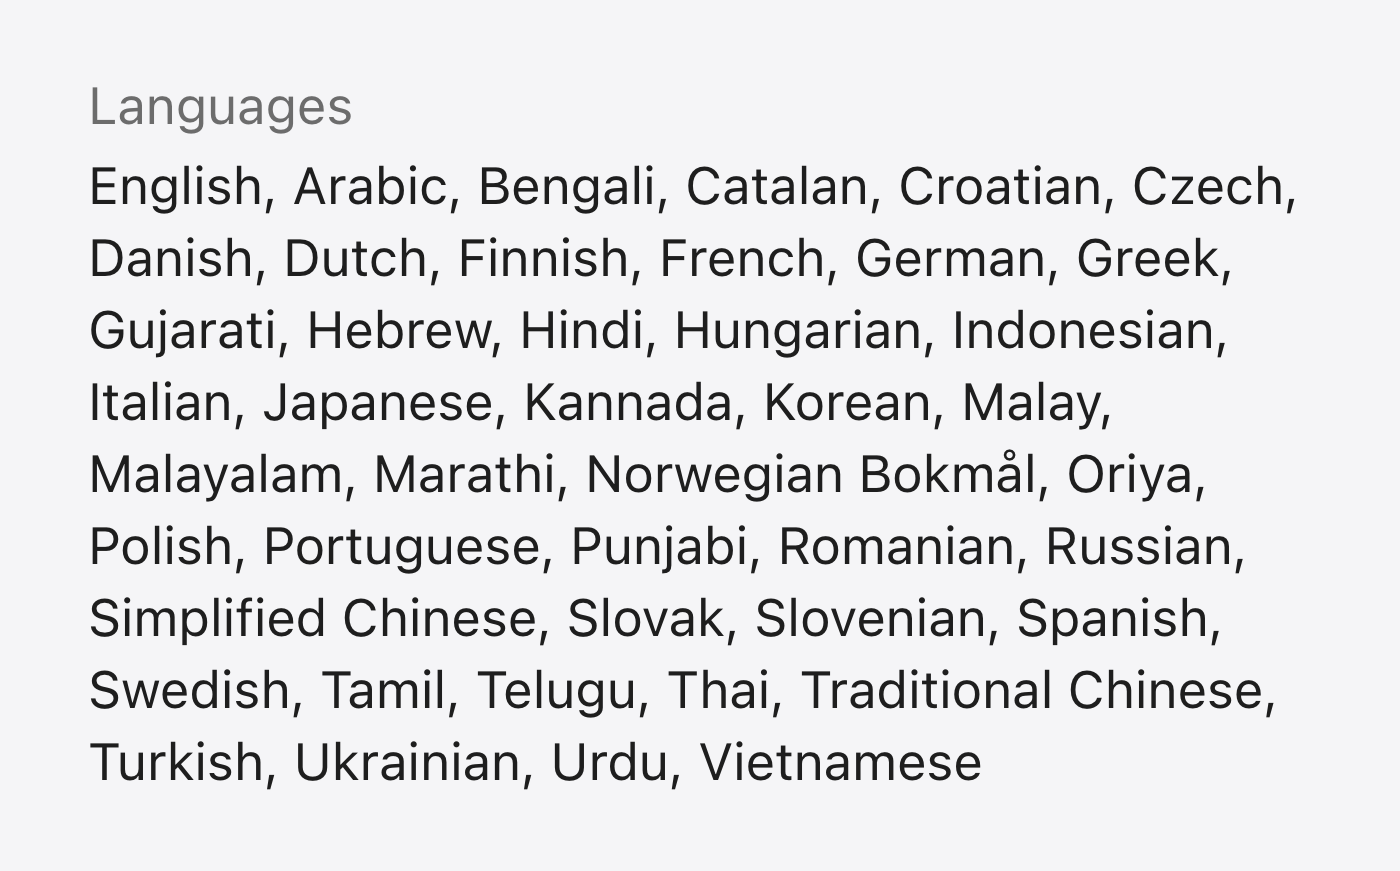 Languages
English, Arabic, Bengali, Catalan, Croatian, Czech,
Danish, Dutch, Finnish, French, German, Greek,
Gujarati, Hebrew, Hindi, Hungarian, Indonesian,
Italian, Japanese, Kannada, Korean, Malay,
Malayalam, Marathi, Norwegian Bokmål, Oriya,
Polish, Portuguese, Punjabi, Romanian, Russian,
Simplified Chinese, Slovak, Slovenian, Spanish,
Swedish, Tamil, Telugu, Thai, Traditional Chinese,
Turkish, Ukrainian, Urdu, Vietnamese